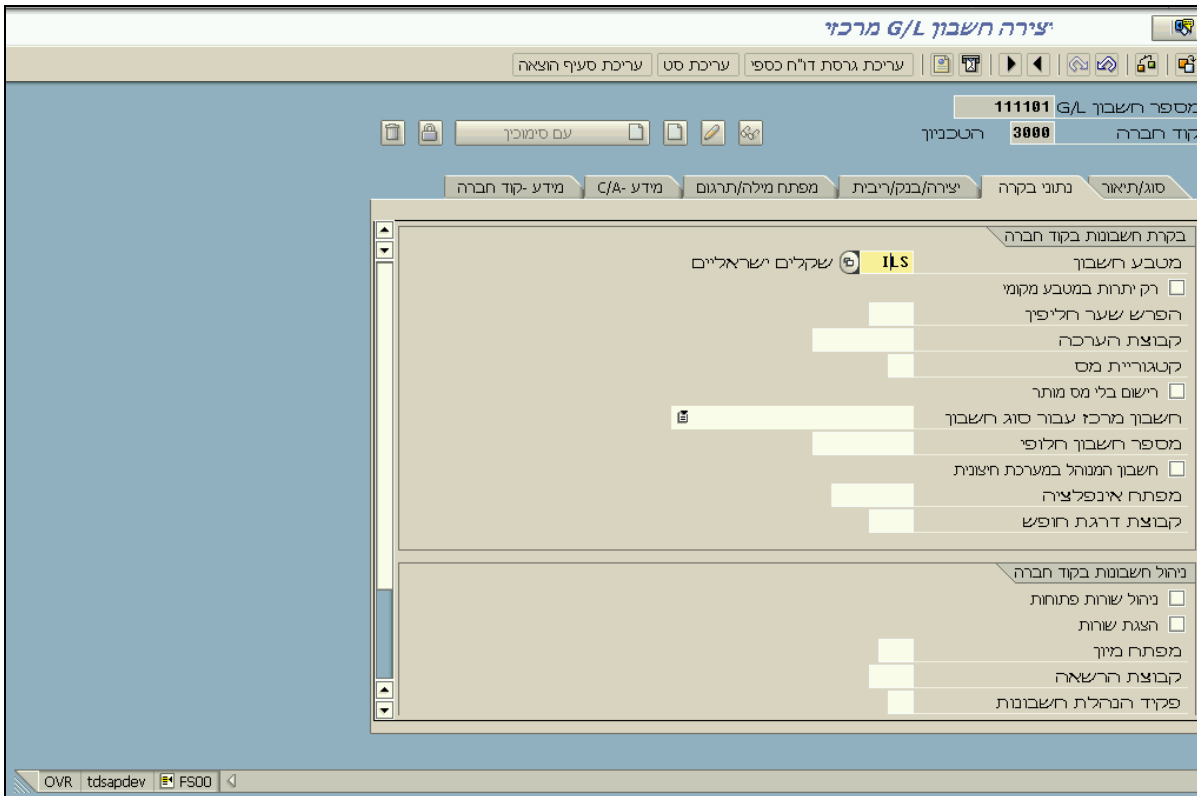 יצירה חשבון G/L מרכזי
עריכת גרסת דו"ח כספי עריכת סט עריכת סעיף הוצאה
מספר חשבון G/L 111101
קוד חברה 3000 הטכניון
עם סימוכין
סוג/תיאור נתוני בקרה יצירה/בנק/ריבית מפתח מילה/תרגום מידע -C/A מידע -קוד חברה
בקרת חשבונות בקוד חברה
מטבע חשבון ILS שקלים ישראליים
רק יתרות במטבע מקומי
הפרש שער חליפין
קבוצת הערכה
קטגוריית מס
רישום בלי מס מותר
חשבון מרכז עבור סוג חשבון
מספר חשבון חלופי
חשבון המנוהל במערכת חיצונית
מפתח אינפלציה
קבוצת דרגת חופש
ניהול חשבונות בקוד חברה
ניהול שורות פתוחות
הצגת שורות
מפתח מיון
קבוצת הרשאה
פקיד הנהלת חשבונות
FS00 tdsapdev OVR